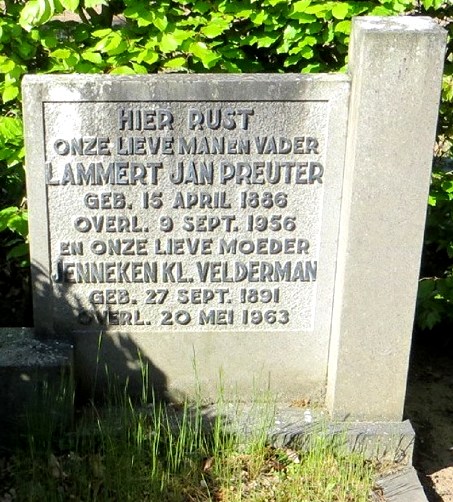 HIER RUST
ONZE LIEVE MAN EN VADER
LAMMERT JAN PREUTER
GEB. 15 APRIL 1886
OVERL. 9 SEPT. 1956
EN ONZE LIEVE MOEDER
JENNEKEN KL. VELDERMAN
GEB. 27 SEPT. 1891
OVERL. 20 MEI 1963